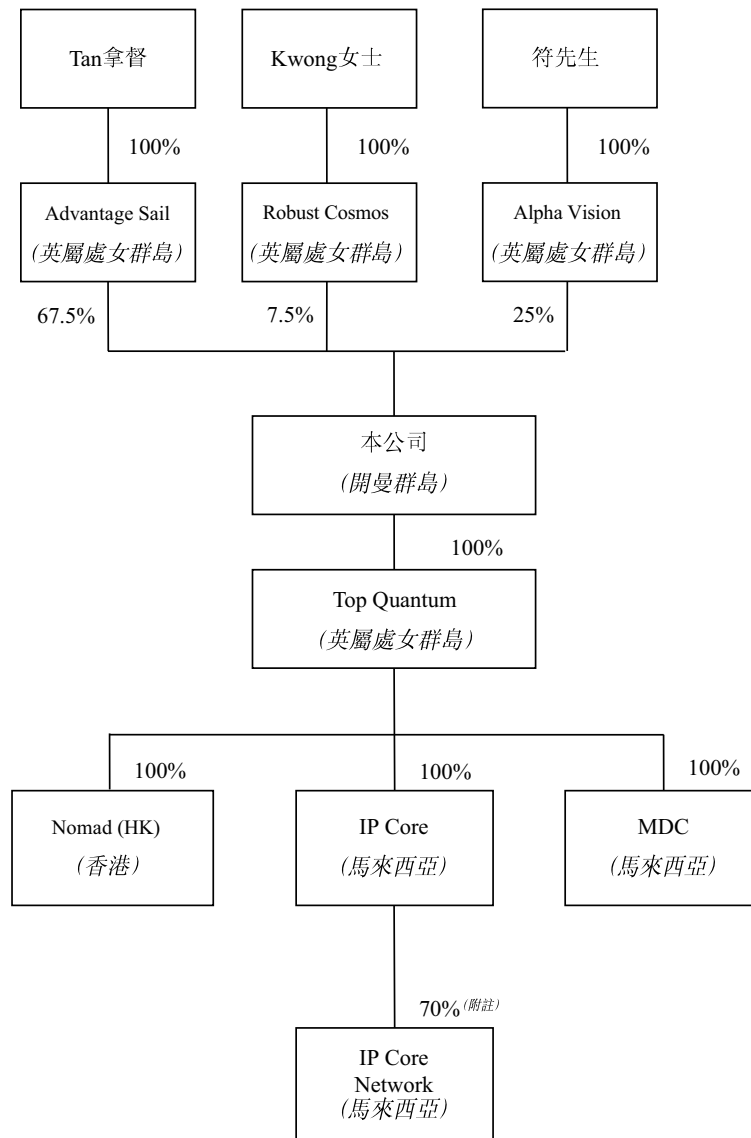 Tan拿督
Kwong女士
符先生
100%
100%
100%
Advantage Sail
(英屬處女群島)
Robust Cosmos
(英屬處女群島)
Alpha Vision
(英屬處女群島)
67.5%
7.5%
25%
本公司
(開曼群島)
100%
Top Quantum
(英屬處女群島)
100%
100%
100%
Nomad (HK)
(香港)
IP Core
(馬來西亞)
MDC
(馬來西亞)
70%(附註)
IP Core
Network
(馬來西亞)